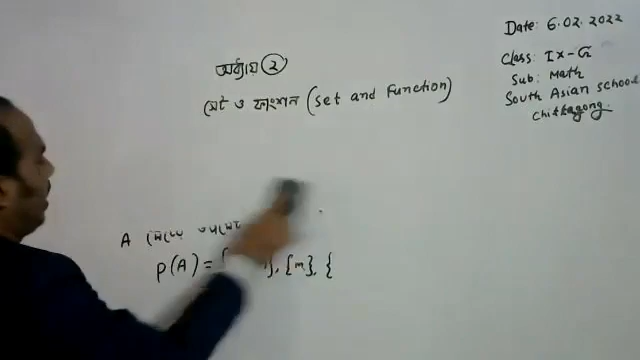 অধ্যায় ২
সেট ও ফাংশন (Set and Function)
Date: 6.02.2022
Class: IX-G
Sub: Math
South Asian school
Chittagong.
A সেটের
P(A) = { }, {m}, {